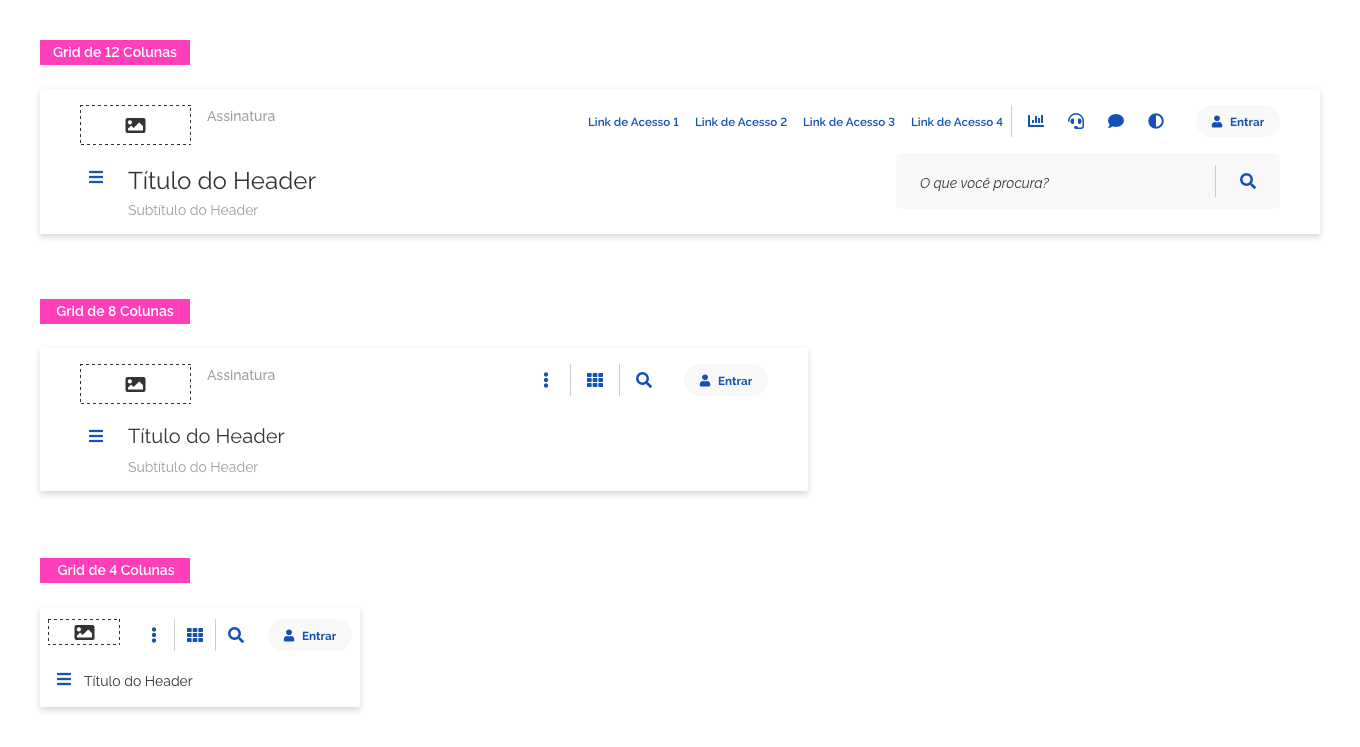 Grid de 12 Colunas
Assinatura
Link de Acesso 1 Link de Acesso 2 Link de Acesso 3 Link de Acesso 4 Entrar
Título do Header
O que você procura?
Subtítulo do Header
Grid de 8 Colunas
Assinatura
Entrar
Título do Header
Subtítulo do Header
Grid de 4 Colunas
Entrar
Título do Header